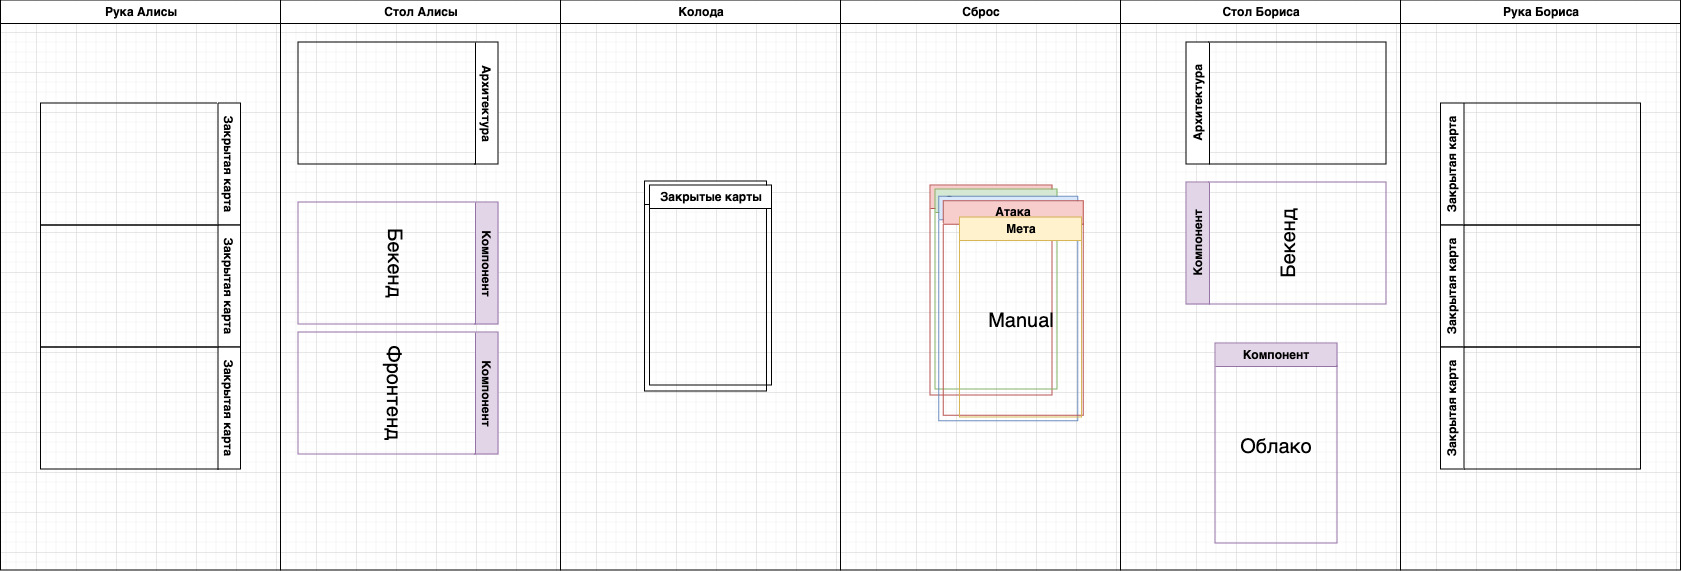 Рука Алисы
Стол Алисы
Колода
Сброс
Стол Бориса
Рука Бориса
Закрытая карта
Закрытая карта
Закрытая карта
Архитектура
Бекенд
Компонент
Фронтенд
Компонент
Закрытые карты
Атака
Мета
Manual
Архитектура
Компонент
Бекенд
Компонент
Облако
Закрытая карта
Закрытая карта
Закрытая карта